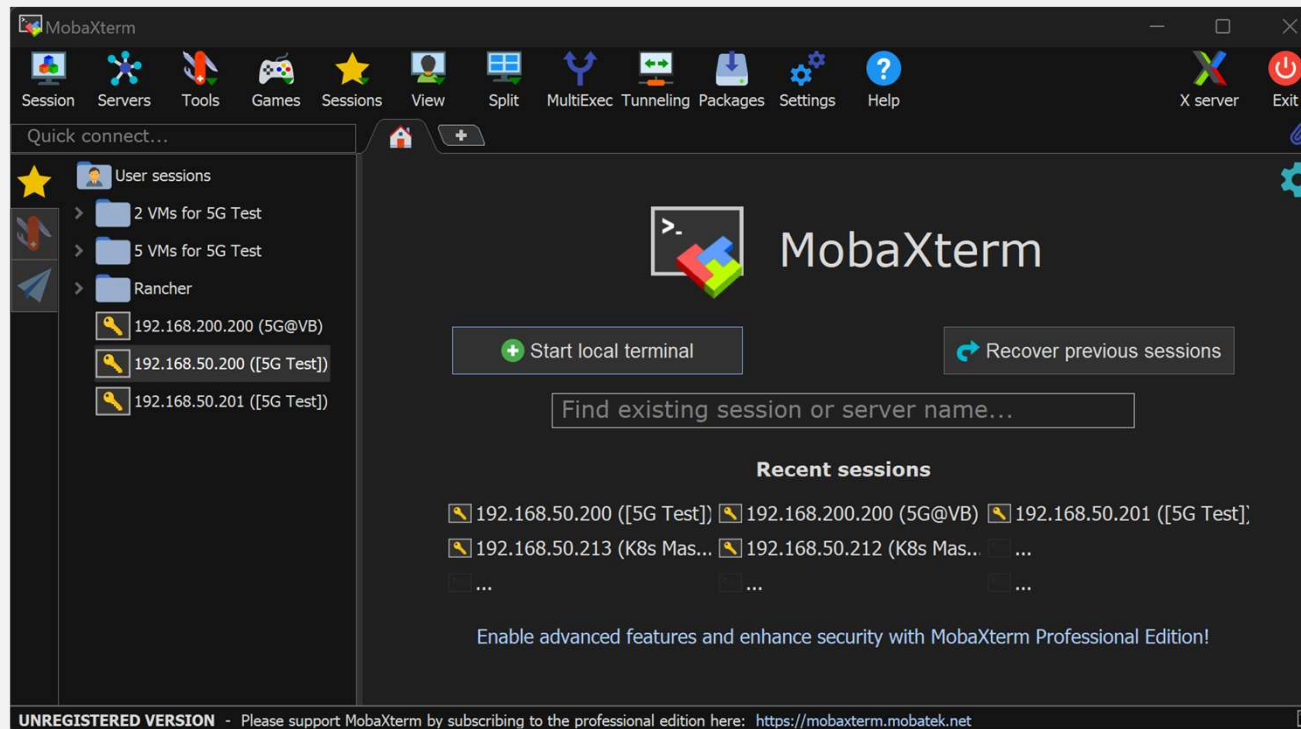 MobaXterm
Session Servers Tools Games Sessions View Split MultiExec Tunneling Packages Settings Help X server Exit
Quick connect...
User sessions
2 VMs for 5G Test
5 VMs for 5G Test
Rancher
192.168.200.200 (5G@VB)
192.168.50.200 ([5G Test])
192.168.50.201 ([5G Test])
MobaXterm
Start local terminal
Recover previous sessions
Find existing session or server name...
Recent sessions
192.168.50.200 ([5G Test]) 192.168.200.200 (5G@VB) 192.168.50.201 ([5G Test])
192.168.50.213 (K8s Mas... 192.168.50.212 (K8s Mas... ...
... ... ...
Enable advanced features and enhance security with MobaXterm Professional Edition!
UNREGISTERED VERSION - Please support MobaXterm by subscribing to the professional edition here: https://mobaxterm.mobatek.net